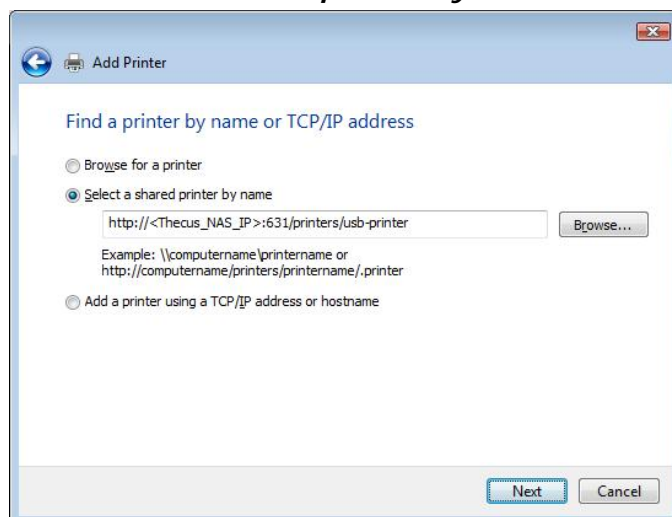 Add Printer
Find a printer by name or TCP/IP address
Browse for a printer
Select a shared printer by name
http://<Thecus_NAS_IP>:631/printers/usb-printer
Browse...
Example: \\computername\printername or
http://computername/printers/printername/.printer
Add a printer using a TCP/IP address or hostname
Next
Cancel